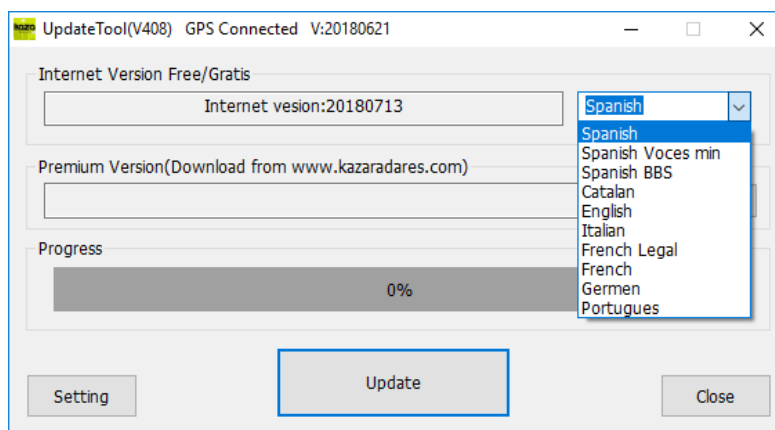 kaza UpdateTool(V408) GPS Connected V:20180621
Internet Version Free/Gratis
Internet vesion:20180713
Spanish
Spanish
Spanish Voces min
Spanish BBS
Catalan
English
Italian
French Legal
French
Germen
Portugues
Premium Version(Download from www.kazaradares.com)
Progress
0%
Setting
Update
Close